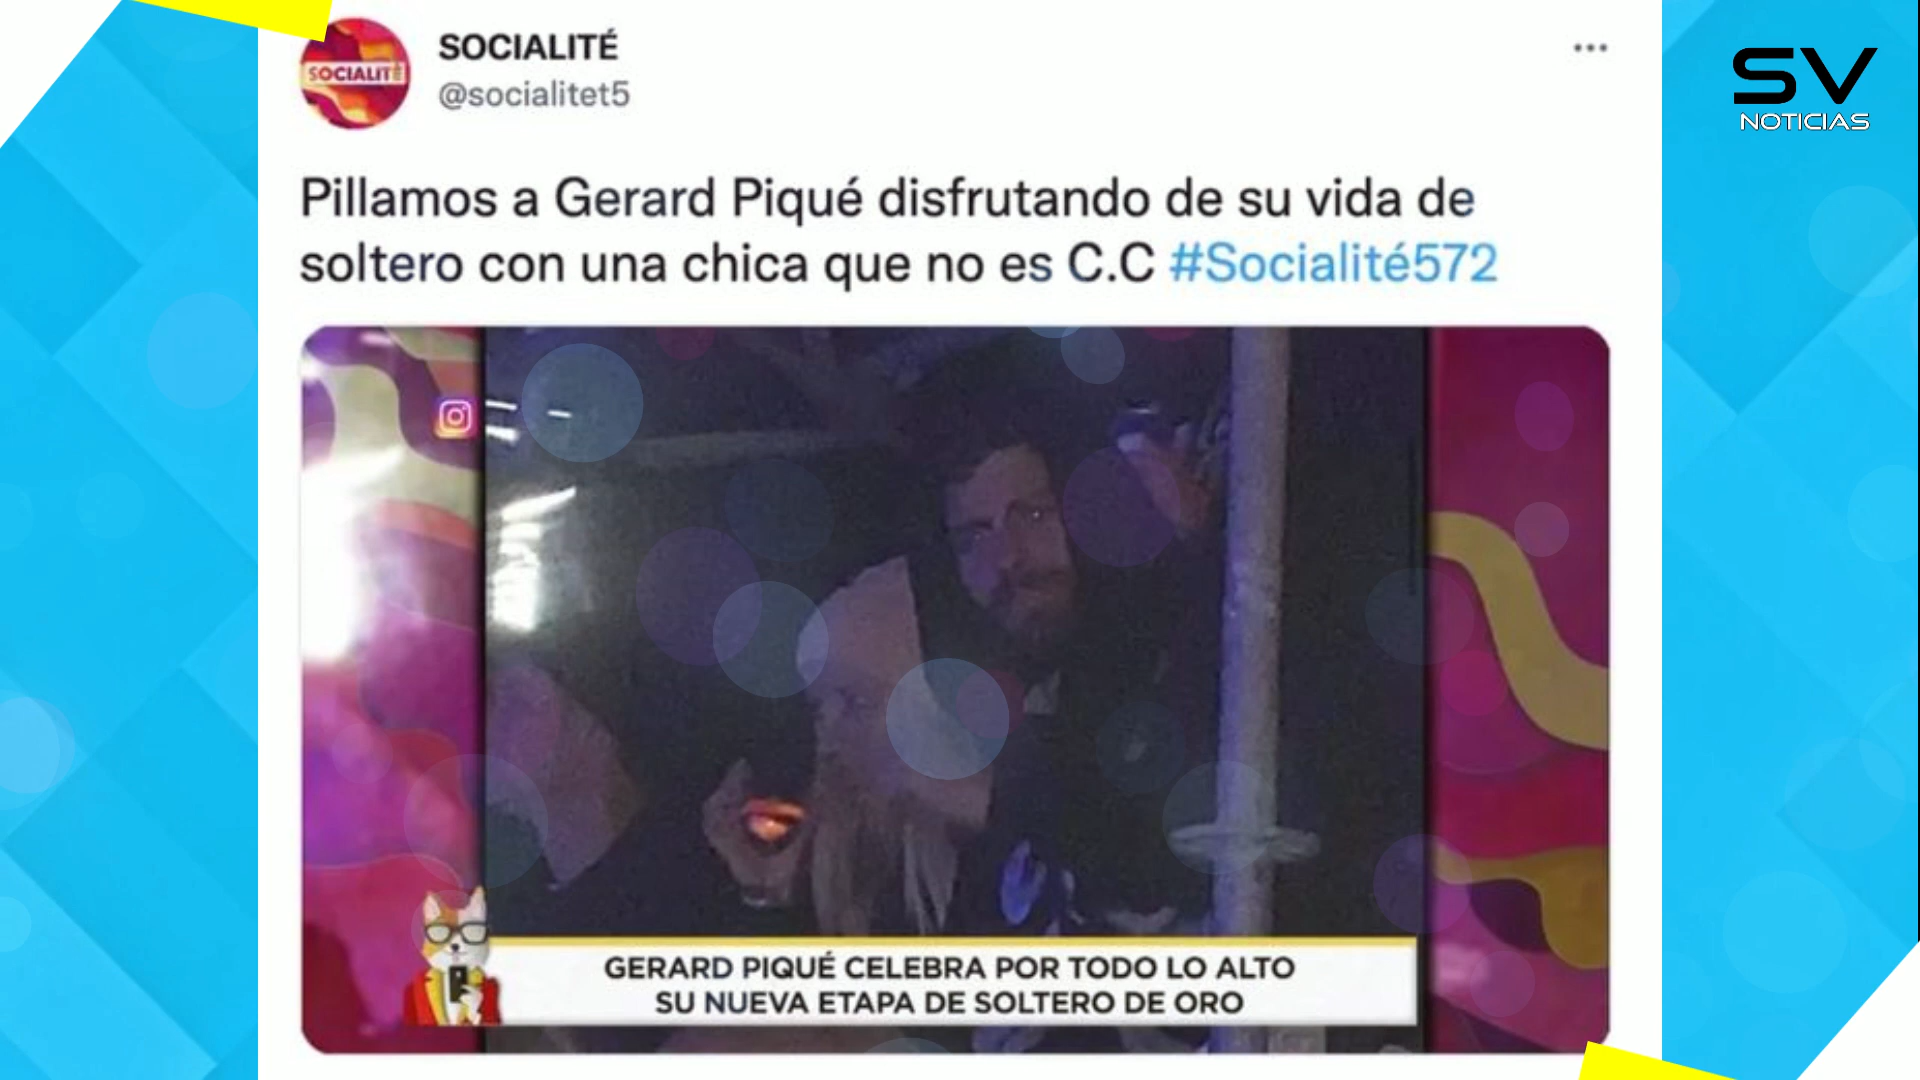 SOCIALITÉ
SOCIALITÉ
@socialitet5
SV
NOTICIAS
Pillamos a Gerard Piqué disfrutando de su vida de
soltero con una chica que no es C.C #Socialité572
GERARD PIQUÉ CELEBRA POR TODO LO ALTO
SU NUEVA ETAPA DE SOLTERO DE ORO